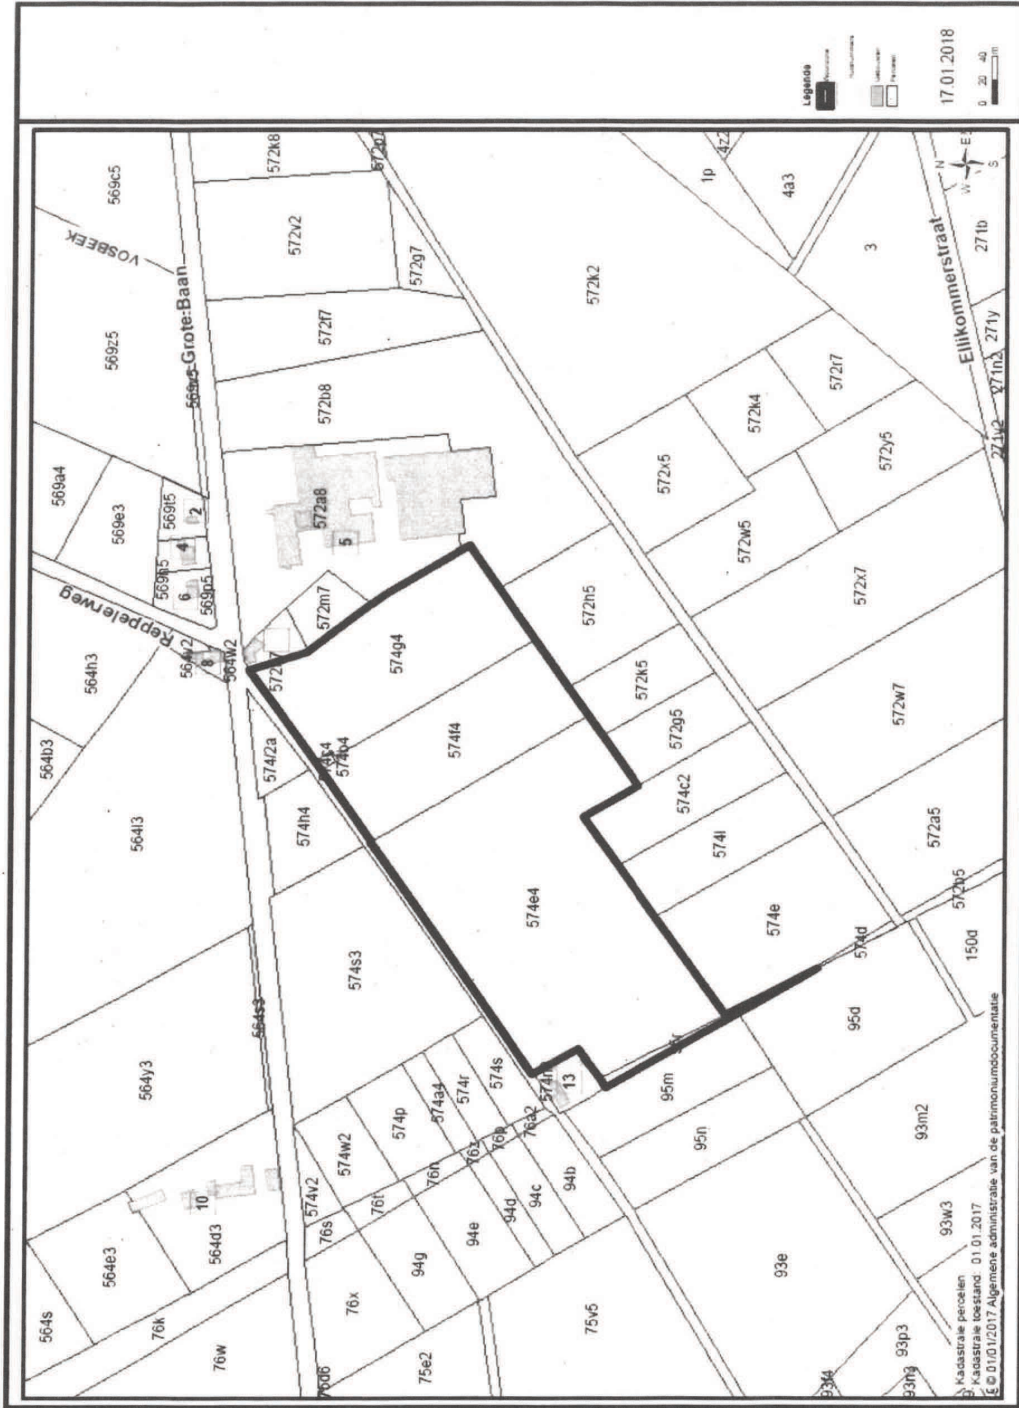 564s
76k
76w
564e3
10
564d3
564y3
564s3
564l3
564b3
564h3
Reppelerweg
569a4
569e3
569t5
2
4
6
569p5
8
564w2
569z5
VOSBEEK
569c5
Grote Baan
572k8
572v2
572g7
572f7
572b8
572a8
5
572m7
574/2a
574h4
574b4
574g4
574f4
574e4
574s3
574s
574r
574a4
574p
574w2
574v2
76s
76t
76n
76p
76a2
76x
94g
94e
94d
94c
94b
75e2
75v5
13
95m
95n
95d
93e
93m2
93w3
93p3
150d
574d
574e
574l
574c2
572g5
572k5
572h5
572a5
572w7
572x7
572w5
572x5
572k4
572r7
572y5
572k2
1p
4z2
4a3
3
Ellikommerstraat
271b
271y
271n2
N
E
S
W
Kadastrale percelen
Kadastrale toestand: 01.01.2017
© 01/01/2017 Algemene administratie van de patrimoniumdocumentatie
Legende
17.01.2018
0 20 40
m